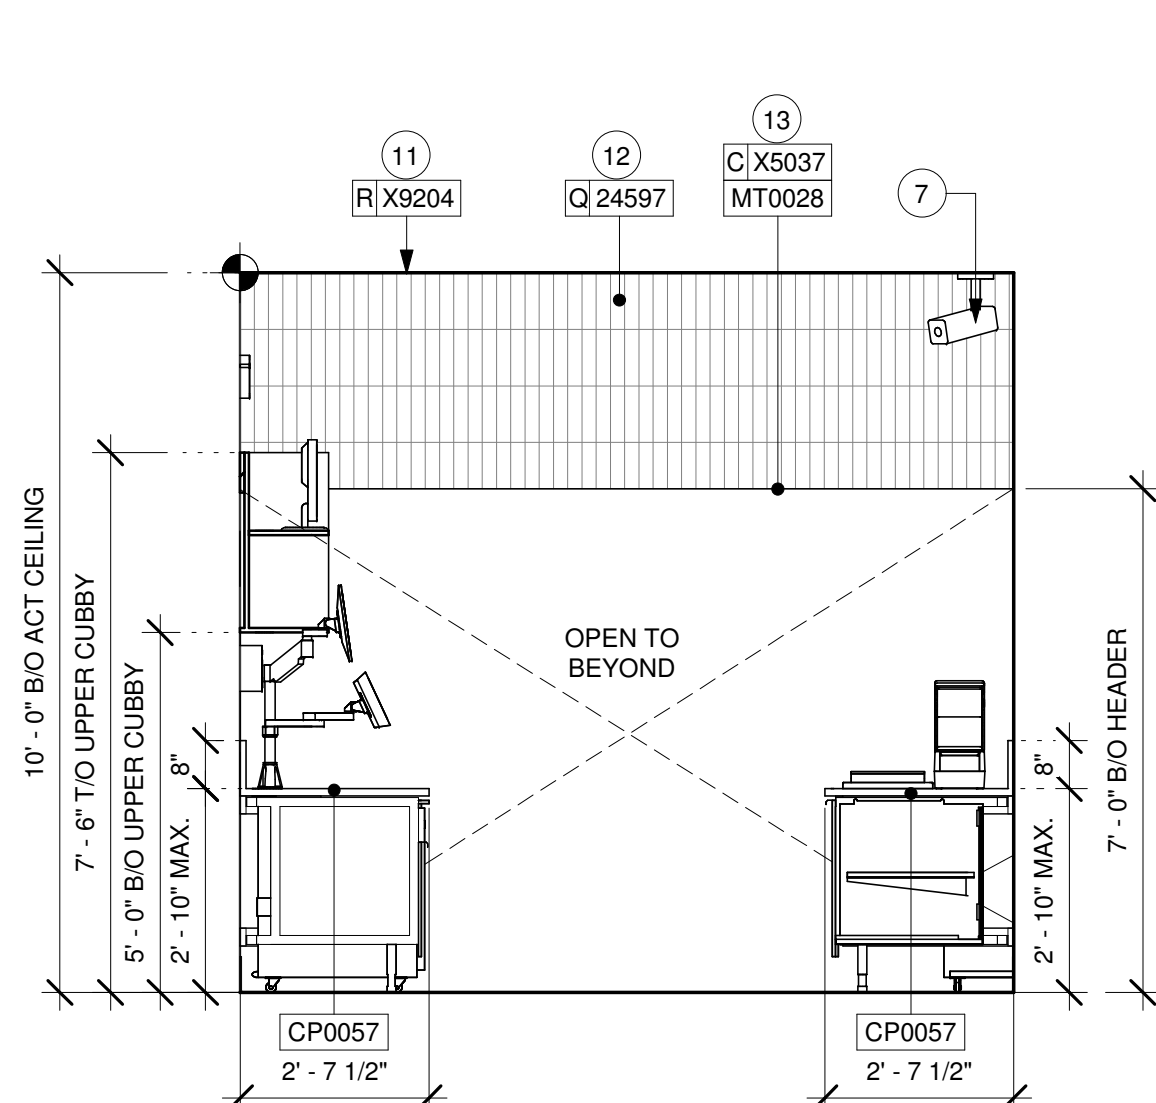 13
11
12
C X5037
R X9204
Q 24597
MT0028
7
10' - 0" B/O ACT CEILING
7' - 6" T/O UPPER CUBBY
5' - 0" B/O UPPER CUBBY
8"
2' - 10" MAX.
OPEN TO
BEYOND
8"
2' - 10" MAX.
7' - 0" B/O HEADER
CP0057
CP0057
2' - 7 1/2"
2' - 7 1/2"